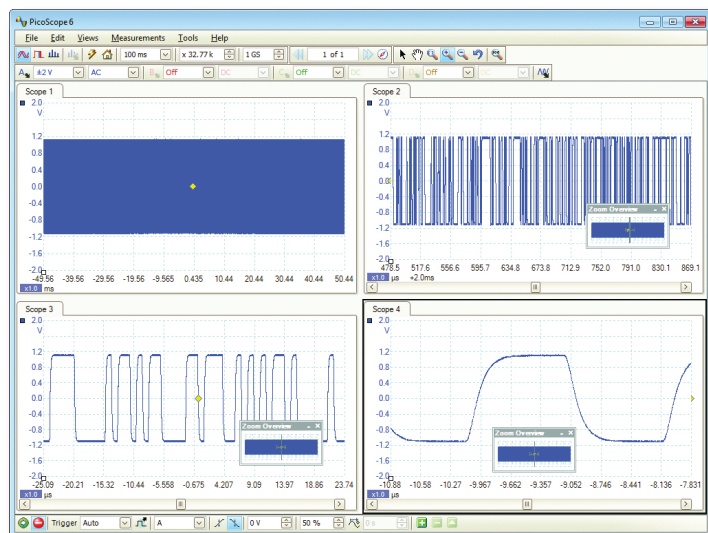 PicoScope 6
File Edit Views Measurements Tools Help
100 ms x 32.77 k 1 GS 1 of 1
A ±2 V AC B Off DC C Off DC D Off DC
Scope 1
2.0
V
1.2
0.8
0.4
0.0
-0.4
-0.8
-1.2
-1.6
-2.0
-49.56 -39.56 -29.56 -19.56 -9.565 0.435 10.44 20.44 30.44 40.44 50.44
x1.0 ms
Scope 2
2.0
V
1.2
0.8
0.4
0.0
-0.4
-0.8
-1.2
-1.6
-2.0
Zoom Overview
478.5 517.6 556.6 595.7 634.8 673.8 712.9 752.0 791.0 830.1 869.1
x1.0 µs +2.0ms
Scope 3
2.0
V
1.2
0.8
0.4
0.0
-0.4
-0.8
-1.2
-1.6
-2.0
Zoom Overview
-25.09 -20.21 -15.32 -10.44 -5.558 -0.675 4.207 9.09 13.97 18.86 23.74
x1.0 µs
Scope 4
2.0
V
1.2
0.8
0.4
0.0
-0.4
-0.8
-1.2
-1.6
-2.0
Zoom Overview
-10.88 -10.58 -10.27 -9.967 -9.662 -9.357 -9.052 -8.746 -8.441 -8.136 -7.831
x1.0 µs
Trigger Auto A 0 V 50 % 0 s